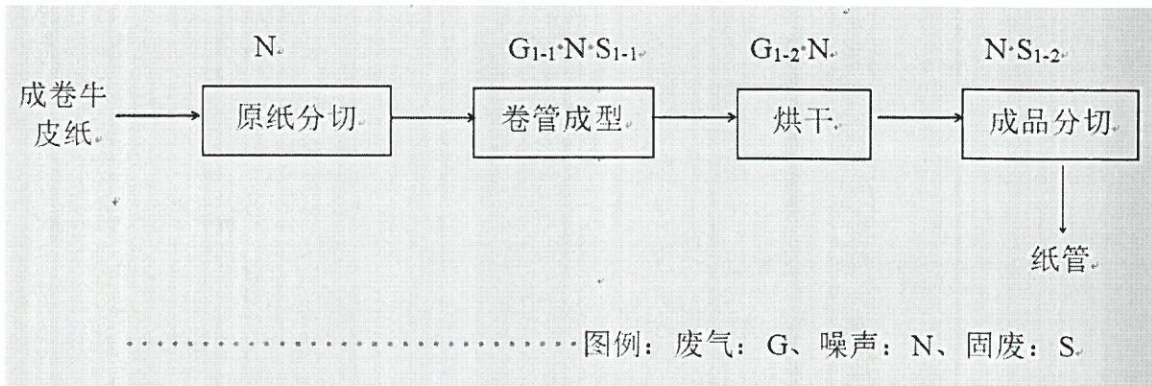 N
G1-1·N·S1-1
G1-2·N
N·S1-2
成卷牛
皮纸
原纸分切
卷管成型
烘干
成品分切
纸管
图例：废气：G、噪声：N、固废：S